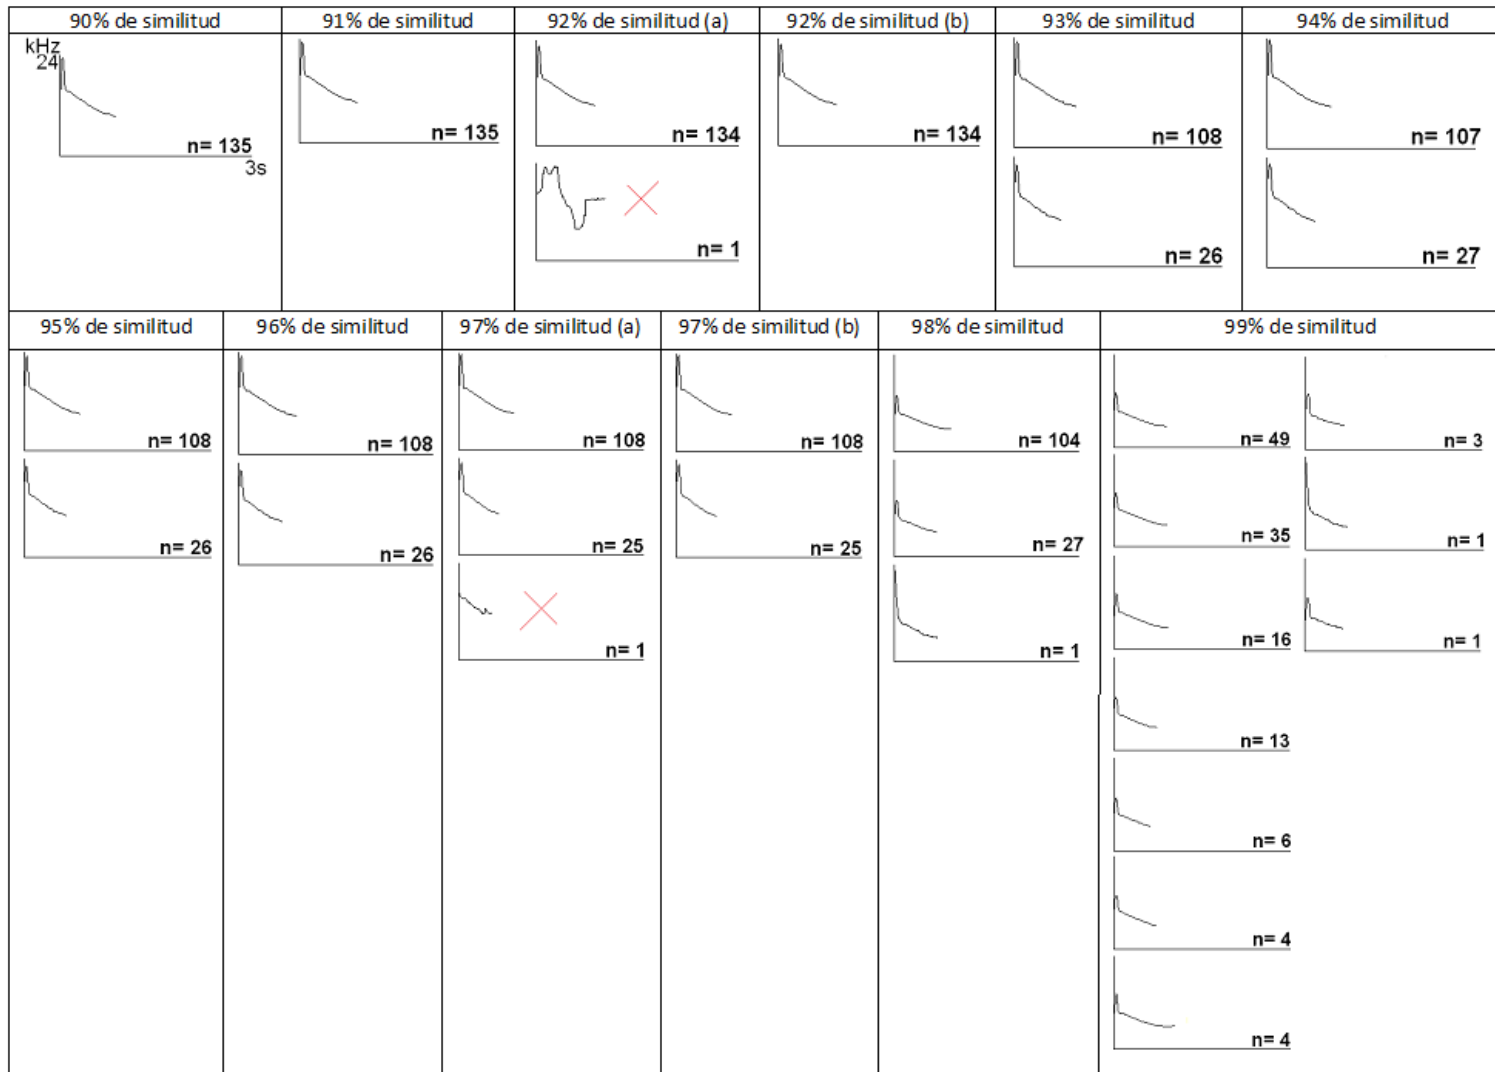 90% de similitud
91% de similitud
92% de similitud (a)
92% de similitud (b)
93% de similitud
94% de similitud
kHz
24
n= 135
3s
n= 135
n= 134
n= 1
n= 134
n= 108
n= 26
n= 107
n= 27
95% de similitud
96% de similitud
97% de similitud (a)
97% de similitud (b)
98% de similitud
99% de similitud
n= 108
n= 26
n= 108
n= 26
n= 108
n= 25
n= 1
n= 108
n= 25
n= 104
n= 27
n= 1
n= 49
n= 35
n= 16
n= 13
n= 6
n= 4
n= 4
n= 3
n= 1
n= 1